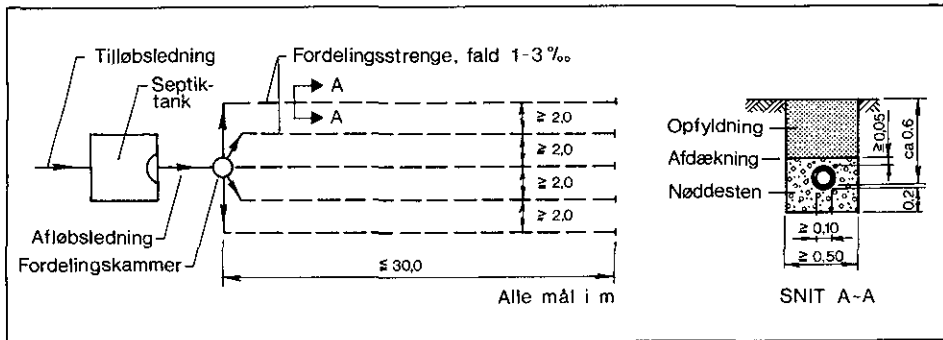 Tilløbsledning
Septik-
tank
Afløbsledning
Fordelingskammer
Fordelingsstrenge, fald 1-3 ‰
A
A
≧ 2,0
≧ 2,0
≧ 2,0
≧ 2,0
≦ 30,0
Alle mål i m
Opfyldning
Afdækning
Nøddesten
≧ 0,05
ca 0.6
0,2
≧ 0,10
≧ 0,50
SNIT A-A